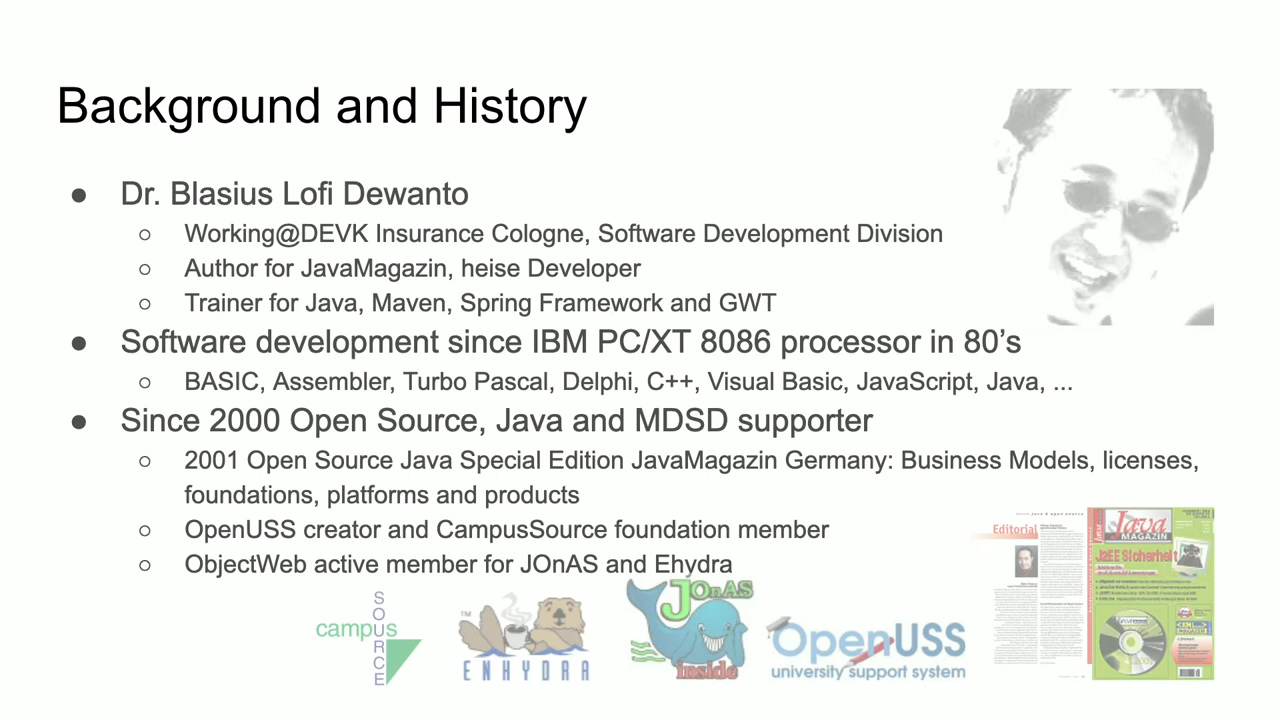 Background and History
● Dr. Blasius Lofi Dewanto
○ Working@DEVK Insurance Cologne, Software Development Division
○ Author for JavaMagazin, heise Developer
○ Trainer for Java, Maven, Spring Framework and GWT
● Software development since IBM PC/XT 8086 processor in 80’s
○ BASIC, Assembler, Turbo Pascal, Delphi, C++, Visual Basic, JavaScript, Java, ...
● Since 2000 Open Source, Java and MDSD supporter
○ 2001 Open Source Java Special Edition JavaMagazin Germany: Business Models, licenses,
foundations, platforms and products
○ OpenUSS creator and CampusSource foundation member
○ ObjectWeb active member for JOnAS and Ehydra
campus
SOURCE
TM
ENHYDRA
JOnAS
inside
OpenUSS
university support system
Editorial
Java
MAGAZIN
J2EE Sicherheit